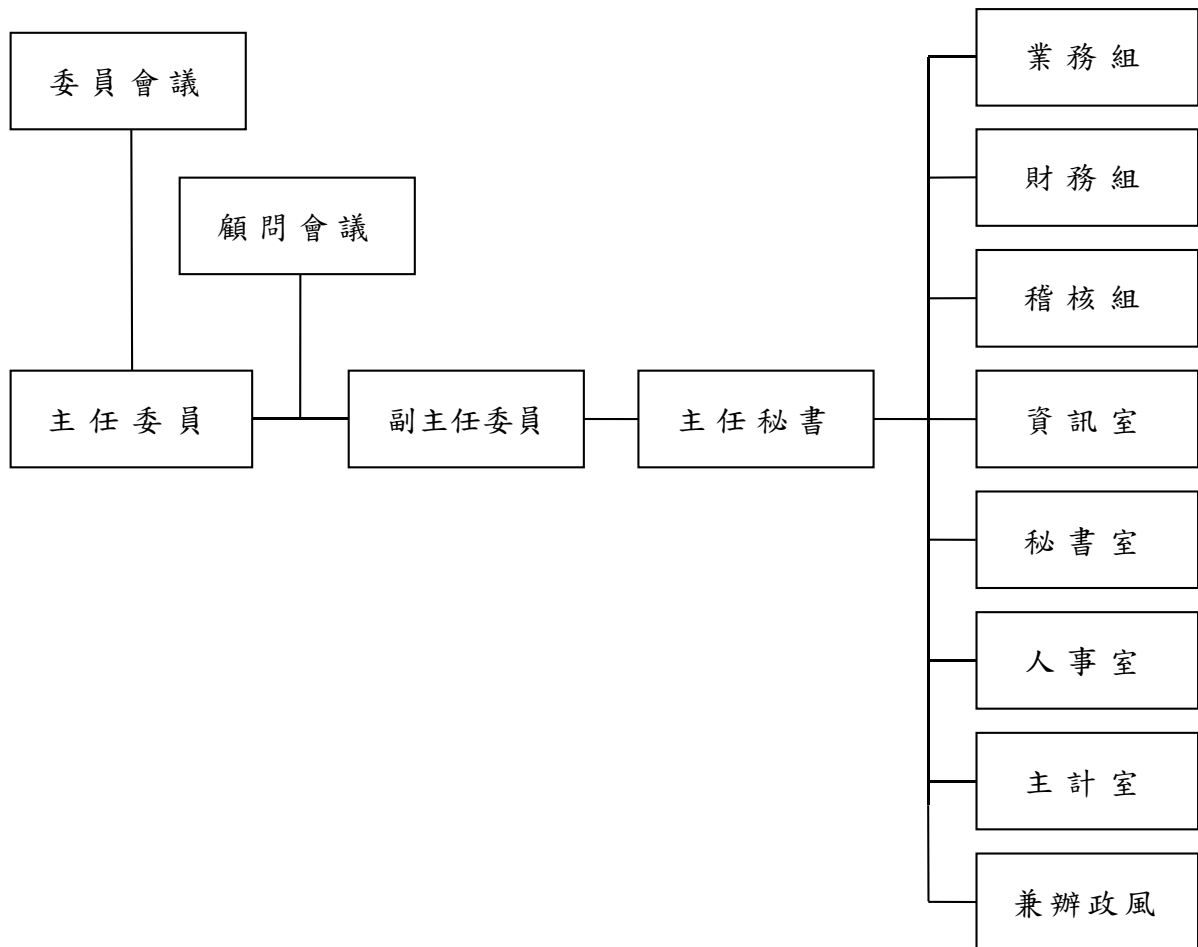 委員會議
顧問會議
主任委員
副主任委員
主任秘書
業務組
財務組
稽核組
資訊室
秘書室
人事室
主計室
兼辦政風